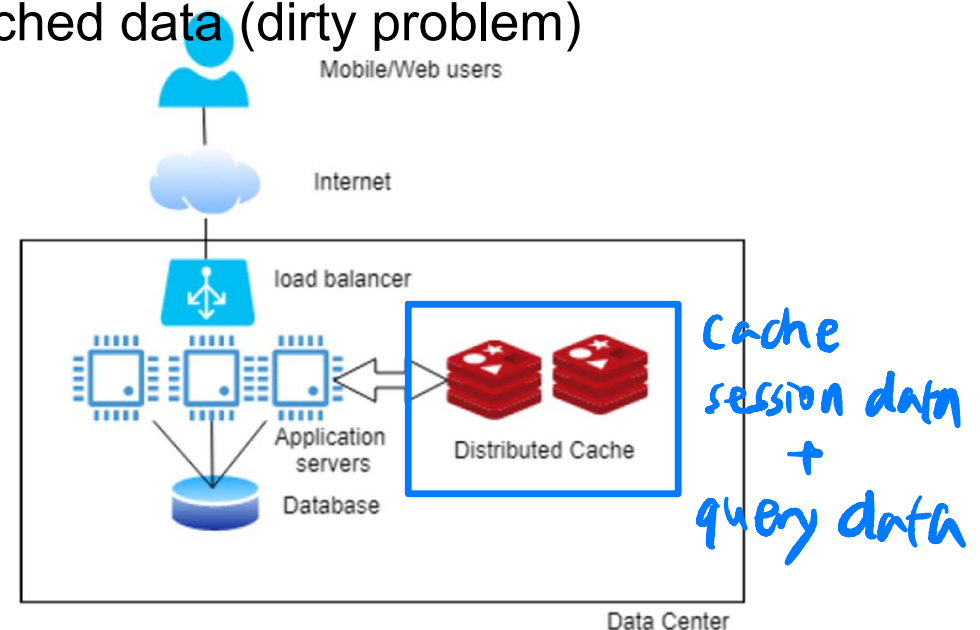 ched data (dirty problem)
Mobile/Web users
Internet
load balancer
Application
servers
Database
Distributed Cache
cache
session data
+
query data
Data Center